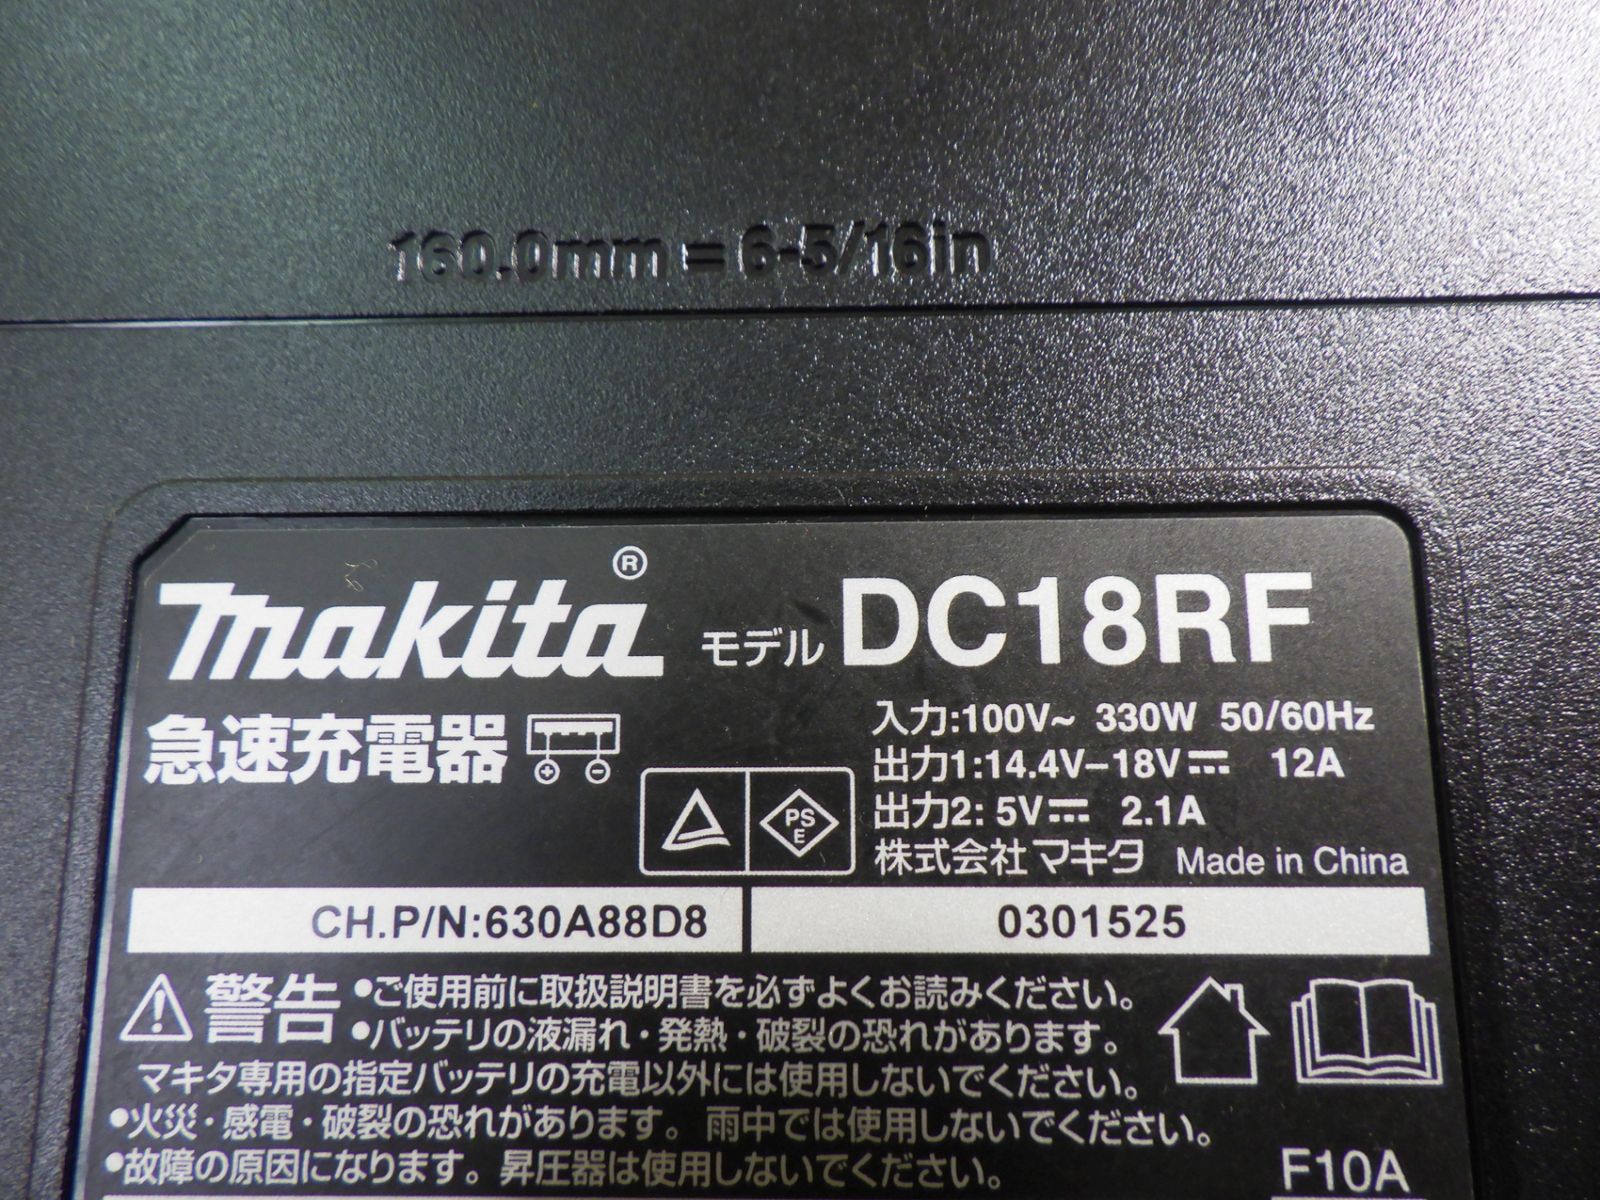 160.0mm = 6-5/16in
makita® モデル DC18RF
急速充電器
入力:100V~ 330W 50/60Hz
出力1:14.4V–18V⎓ 12A
出力2: 5V⎓ 2.1A
株式会社マキタ Made in China
PS
E
CH.P/N:630A88D8
0301525
警告 •ご使用前に取扱説明書を必ずよくお読みください。
•バッテリの液漏れ・発熱・破裂の恐れがあります。
マキタ専用の指定バッテリの充電以外には使用しないでください。
•火災・感電・破裂の恐れがあります。雨中では使用しないでください。
•故障の原因になります。昇圧器は使用しないでください。
F10A